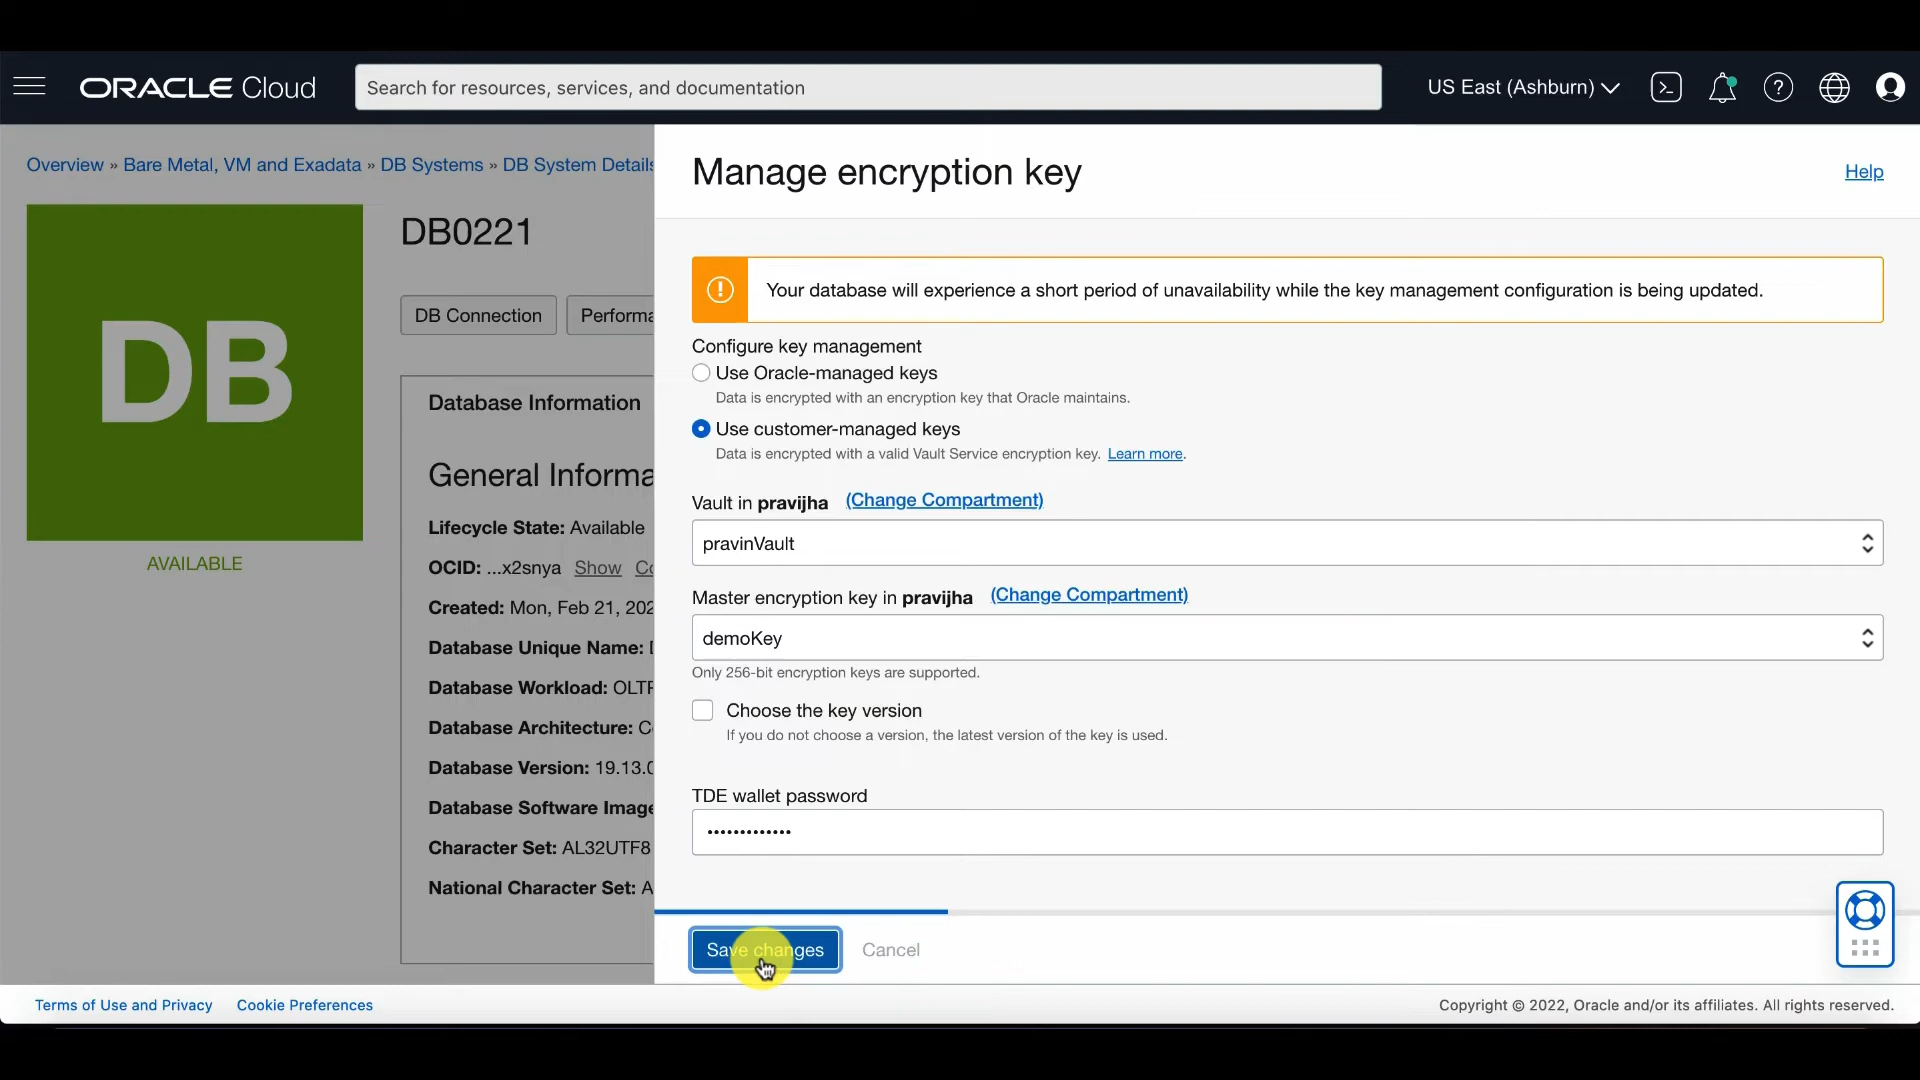 ORACLE Cloud
Search for resources, services, and documentation
US East (Ashburn)
Overview » Bare Metal, VM and Exadata » DB Systems » DB System Details
DB
AVAILABLE
DB0221
DB Connection
Database Information
Lifecycle State: Available
OCID: ...x2snya Show
Created: Mon, Feb 21,
Database Unique Name:
Database Workload:
Database Architecture:
Database Version:
Database Software
Character Set: AL32UTF8
National Character Set:
Manage encryption key
Help
Your database will experience a short period of unavailability while the key management configuration is being updated.
Configure key management
Use Oracle-managed keys
Data is encrypted with an encryption key that Oracle maintains.
Use customer-managed keys
Data is encrypted with a valid Vault Service encryption key. Learn more.
Vault in pravijha (Change Compartment)
pravinVault
Master encryption key in pravijha (Change Compartment)
demoKey
Only 256-bit encryption keys are supported.
Choose the key version
If you do not choose a version, the latest version of the key is used.
TDE wallet password
•••••••••••••
Save changes
Cancel
Terms of Use and Privacy
Cookie Preferences
Copyright © 2022, Oracle and/or its affiliates. All rights reserved.